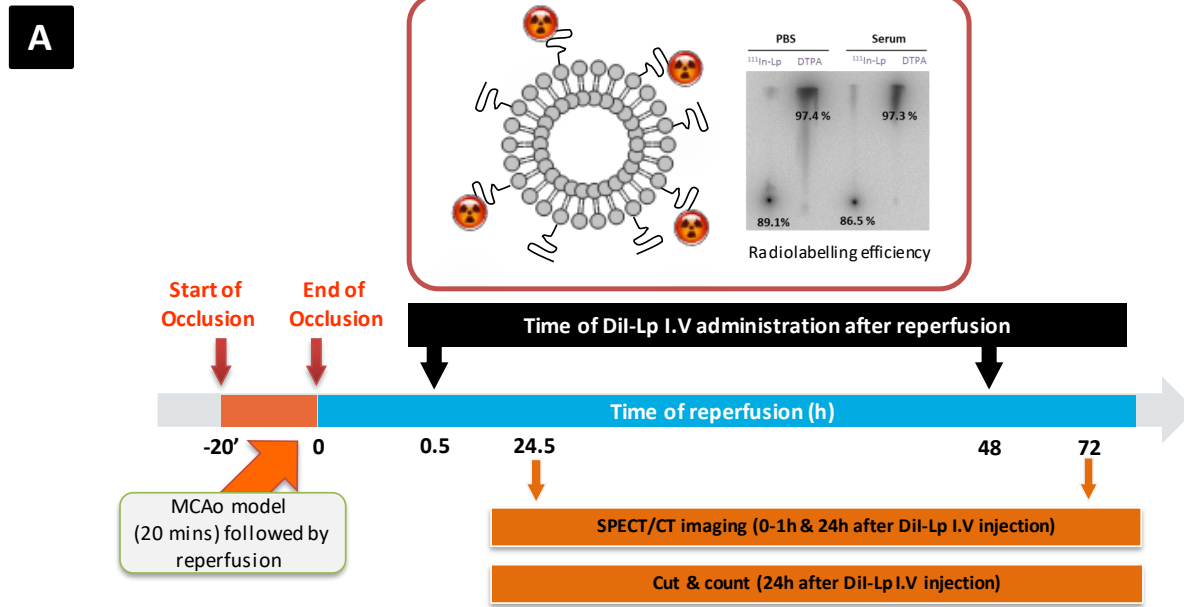 A
PBS
Serum
¹¹¹In-Lp
DTPA
¹¹¹In-Lp
DTPA
97.4 %
97.3 %
89.1%
86.5 %
Radiolabelling efficiency
Start of
Occlusion
End of
Occlusion
Time of DiI-Lp I.V administration after reperfusion
Time of reperfusion (h)
-20’
0
0.5
24.5
48
72
MCAo model
(20 mins) followed by
reperfusion
SPECT/CT imaging (0-1h & 24h after DiI-Lp I.V injection)
Cut & count (24h after DiI-Lp I.V injection)